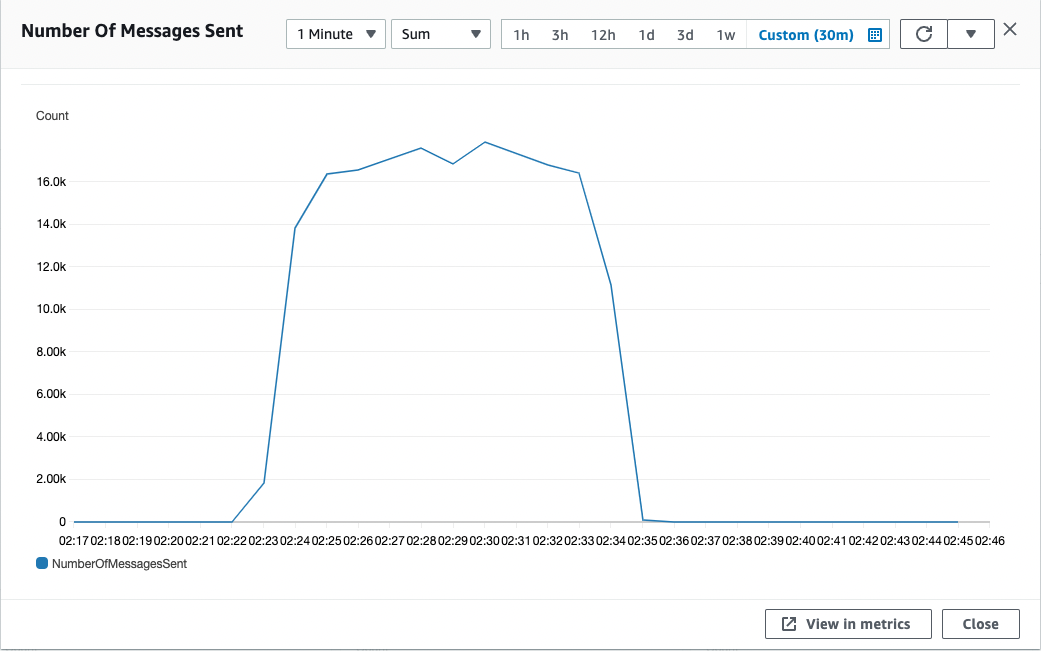 Number Of Messages Sent 1 Minute Sum 1h 3h 12h 1d 3d 1w Custom (30m)
Count
16.0k
14.0k
12.0k
10.0k
8.00k
6.00k
4.00k
2.00k
0
02:17 02:18 02:19 02:20 02:21 02:22 02:23 02:24 02:25 02:26 02:27 02:28 02:29 02:30 02:31 02:32 02:33 02:34 02:35 02:36 02:37 02:38 02:39 02:40 02:41 02:42 02:43 02:44 02:45 02:46
NumberOfMessagesSent
View in metrics Close